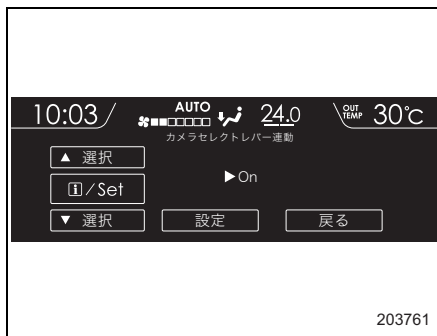 10:03 AUTO 24.0 OUT TEMP 30℃
カメラセレクトレバー連動
▲ 選択
▶On
i/Set
▼ 選択 設定 戻る
203761